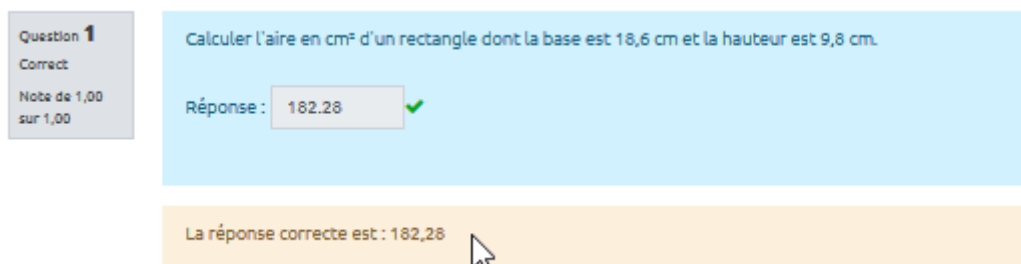 Question 1
Correct
Note de 1,00
sur 1,00
Calculer l'aire en cm² d'un rectangle dont la base est 18,6 cm et la hauteur est 9,8 cm.
Réponse : 182.28
La réponse correcte est : 182,28